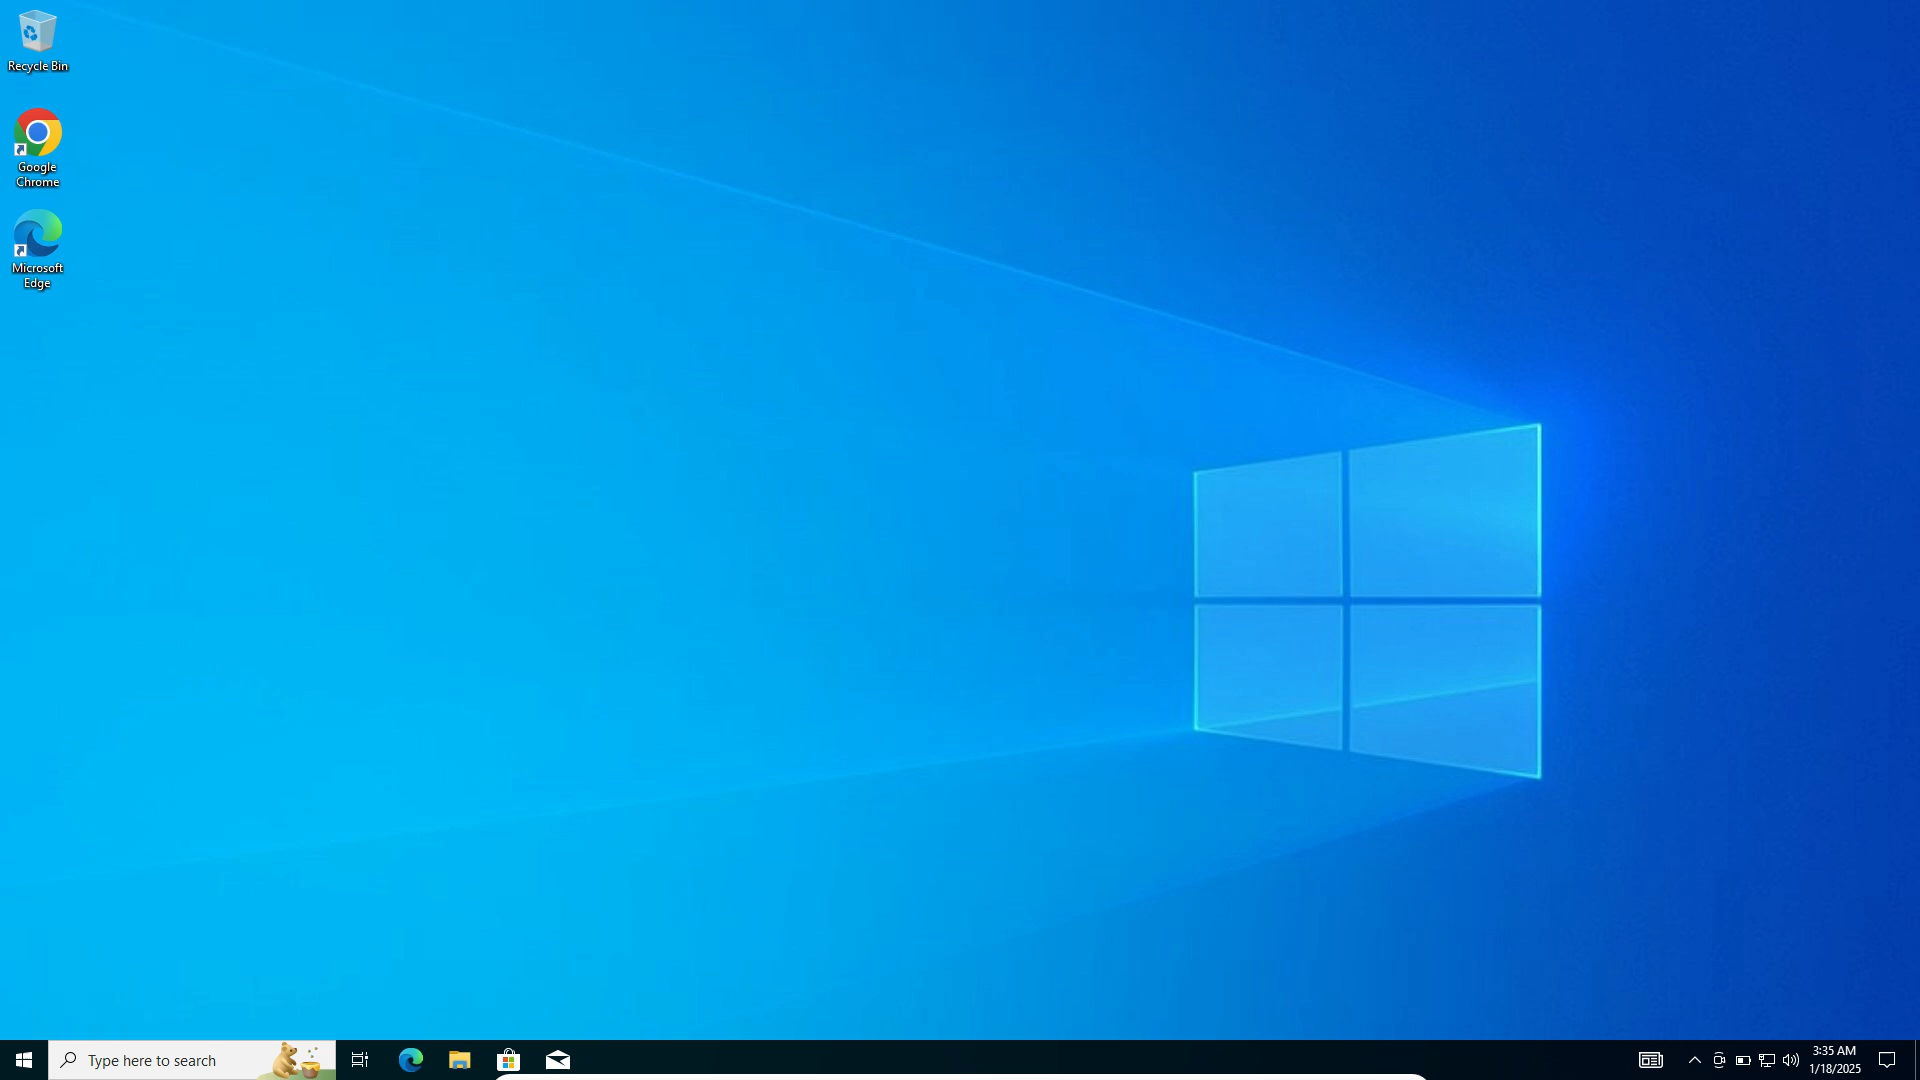 Recycle Bin
Google
Chrome
Microsoft
Edge
Type here to search
3:35 AM
1/18/2025